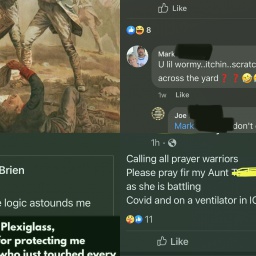 Like
8
Mark
U lil wormy..itchin..scratch
across the yard❓❓
1w Like
Joe
Mark don't
1h ·
Calling all prayer warriors
Please pray fir my Aunt
as she is battling
Covid and on a ventilator in IC
11
Like
Brien
e logic astounds me
Plexiglass,
for protecting me
who just touched every